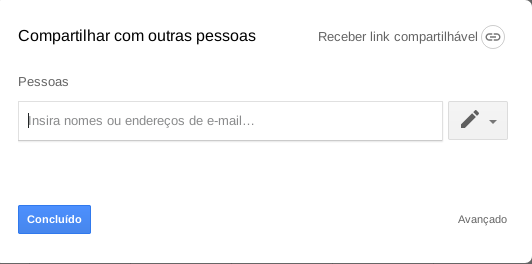 Compartilhar com outras pessoas
Receber link compartilhável
Pessoas
Insira nomes ou endereços de e-mail…
Concluído
Avançado